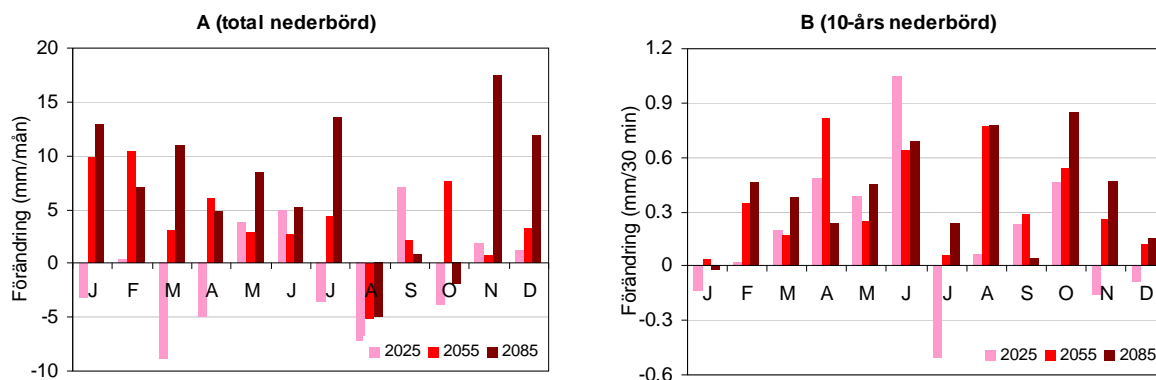 A (total nederbörd)
Förändring (mm/mån)
20
15
10
5
0
-5
-10
J F M A M J J A S O N D
2025 2055 2085
B (10-års nederbörd)
Förändring (mm/30 min)
1.2
0.9
0.6
0.3
0
-0.3
-0.6
J F M A M J J A S O N D
2025 2055 2085